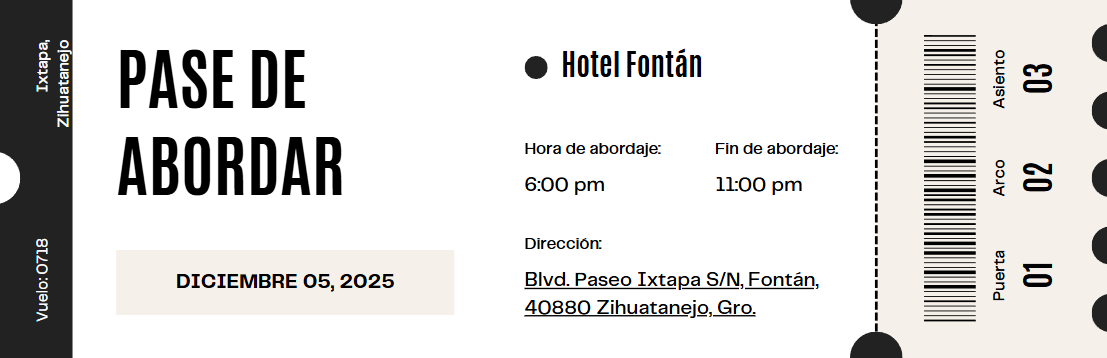 Ixtapa,
Zihuatanejo
Vuelo: 0718
PASE DE
ABORDAR
DICIEMBRE 05, 2025
Hotel Fontán
Hora de abordaje:
6:00 pm
Fin de abordaje:
11:00 pm
Dirección:
Blvd. Paseo Ixtapa S/N, Fontán,
40880 Zihuatanejo, Gro.
Asiento
03
Arco
02
Puerta
01